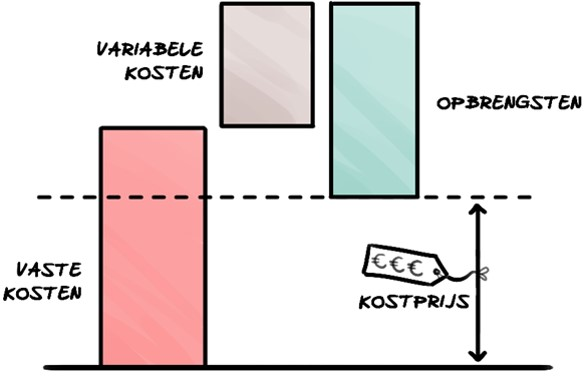 VARIABELE
KOSTEN
OPBRENGSTEN
VASTE
KOSTEN
€€€
KOSTPRIJS